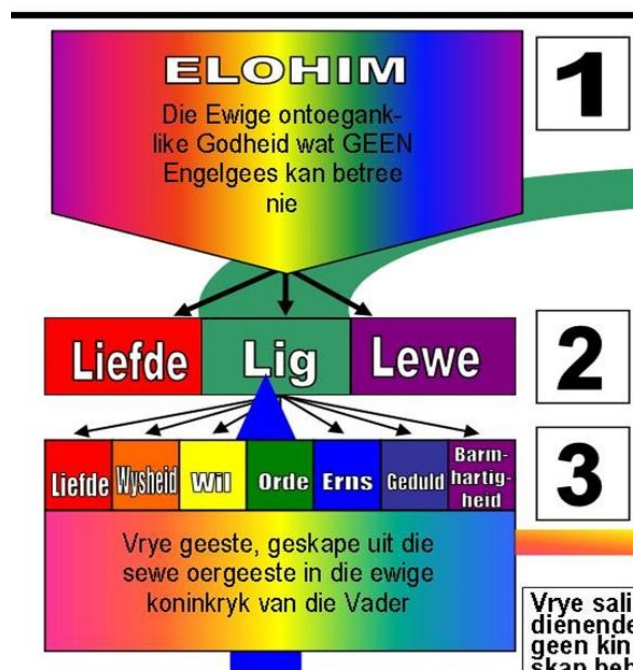 ELOHIM
Die Ewige ontoegank-
like Godheid wat GEEN
Engelgees kan betree
nie
1
Liefde Lig Lewe
2
Liefde Wysheid Wil Orde Erns Geduld Barm-
hartig-
heid
3
Vrye geeste, geskape uit die
sewe oergeeste in die ewige
koninkryk van die Vader
Vrye sali
dienende
geen kin